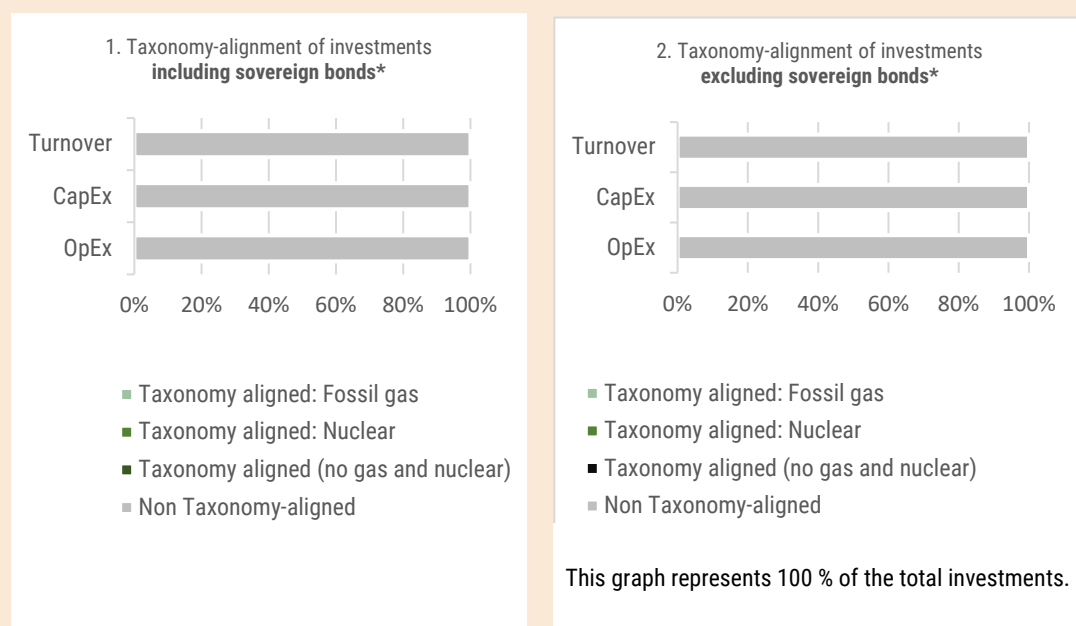 1. Taxonomy-alignment of investments
including sovereign bonds*
Turnover
CapEx
OpEx
0% 20% 40% 60% 80% 100%
Taxonomy aligned: Fossil gas
Taxonomy aligned: Nuclear
Taxonomy aligned (no gas and nuclear)
Non Taxonomy-aligned
2. Taxonomy-alignment of investments
excluding sovereign bonds*
Turnover
CapEx
OpEx
0% 20% 40% 60% 80% 100%
Taxonomy aligned: Fossil gas
Taxonomy aligned: Nuclear
Taxonomy aligned (no gas and nuclear)
Non Taxonomy-aligned
This graph represents 100 % of the total investments.